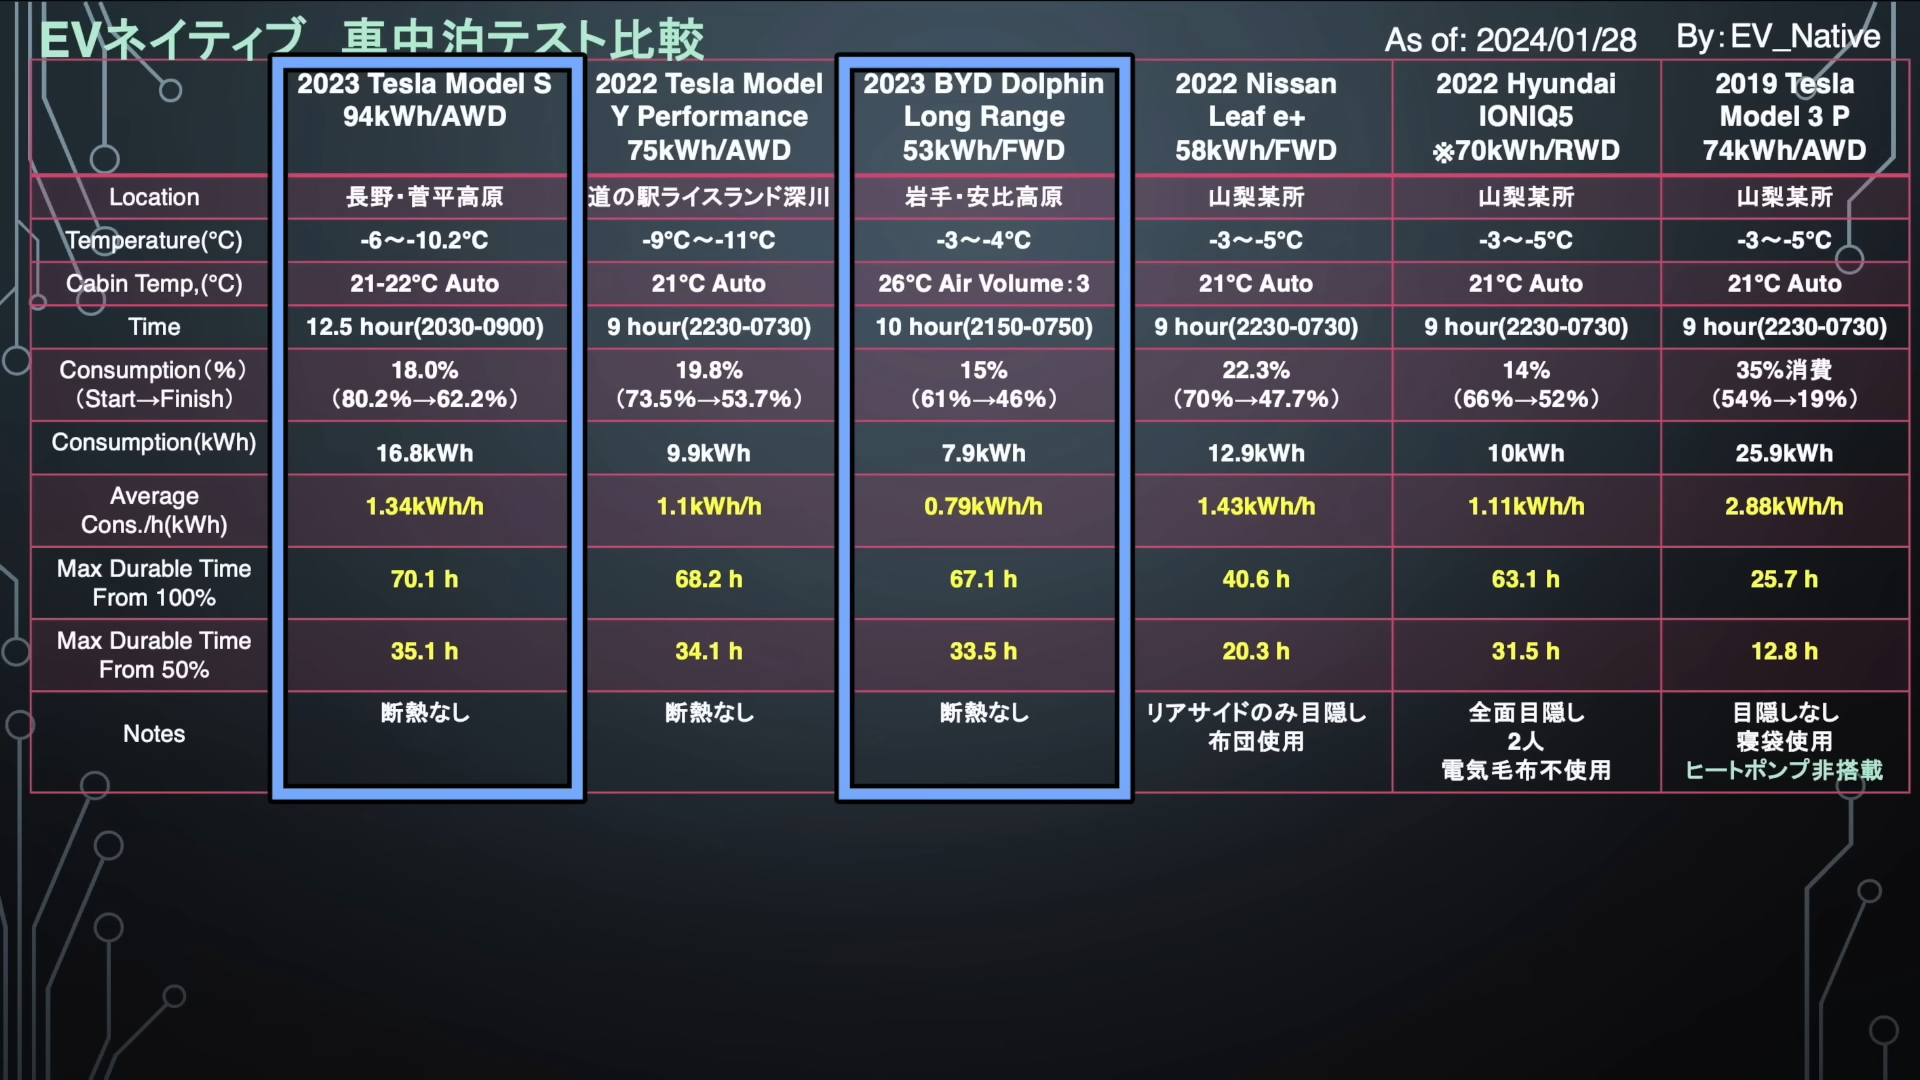 EVネイティブ 車中泊テスト比較
As of: 2024/01/28
By：EV_Native
2023 Tesla Model S
94kWh/AWD
2022 Tesla Model
Y Performance
75kWh/AWD
2023 BYD Dolphin
Long Range
53kWh/FWD
2022 Nissan
Leaf e+
58kWh/FWD
2022 Hyundai
IONIQ5
※70kWh/RWD
2019 Tesla
Model 3 P
74kWh/AWD
Location
長野・菅平高原
道の駅ライスランド深川
岩手・安比高原
山梨某所
山梨某所
山梨某所
Temperature(°C)
-6〜-10.2°C
-9°C〜-11°C
-3〜-4°C
-3〜-5°C
-3〜-5°C
-3〜-5°C
Cabin Temp,(°C)
21-22°C Auto
21°C Auto
26°C Air Volume：3
21°C Auto
21°C Auto
21°C Auto
Time
12.5 hour(2030-0900)
9 hour(2230-0730)
10 hour(2150-0750)
9 hour(2230-0730)
9 hour(2230-0730)
9 hour(2230-0730)
Consumption（%）
（Start→Finish）
18.0%
（80.2%→62.2%）
19.8%
（73.5%→53.7%）
15%
（61%→46%）
22.3%
（70%→47.7%）
14%
（66%→52%）
35%消費
（54%→19%）
Consumption(kWh)
16.8kWh
9.9kWh
7.9kWh
12.9kWh
10kWh
25.9kWh
Average
Cons./h(kWh)
1.34kWh/h
1.1kWh/h
0.79kWh/h
1.43kWh/h
1.11kWh/h
2.88kWh/h
Max Durable Time
From 100%
70.1 h
68.2 h
67.1 h
40.6 h
63.1 h
25.7 h
Max Durable Time
From 50%
35.1 h
34.1 h
33.5 h
20.3 h
31.5 h
12.8 h
Notes
断熱なし
断熱なし
断熱なし
リアサイドのみ目隠し
布団使用
全面目隠し
2人
電気毛布不使用
目隠しなし
寝袋使用
ヒートポンプ非搭載